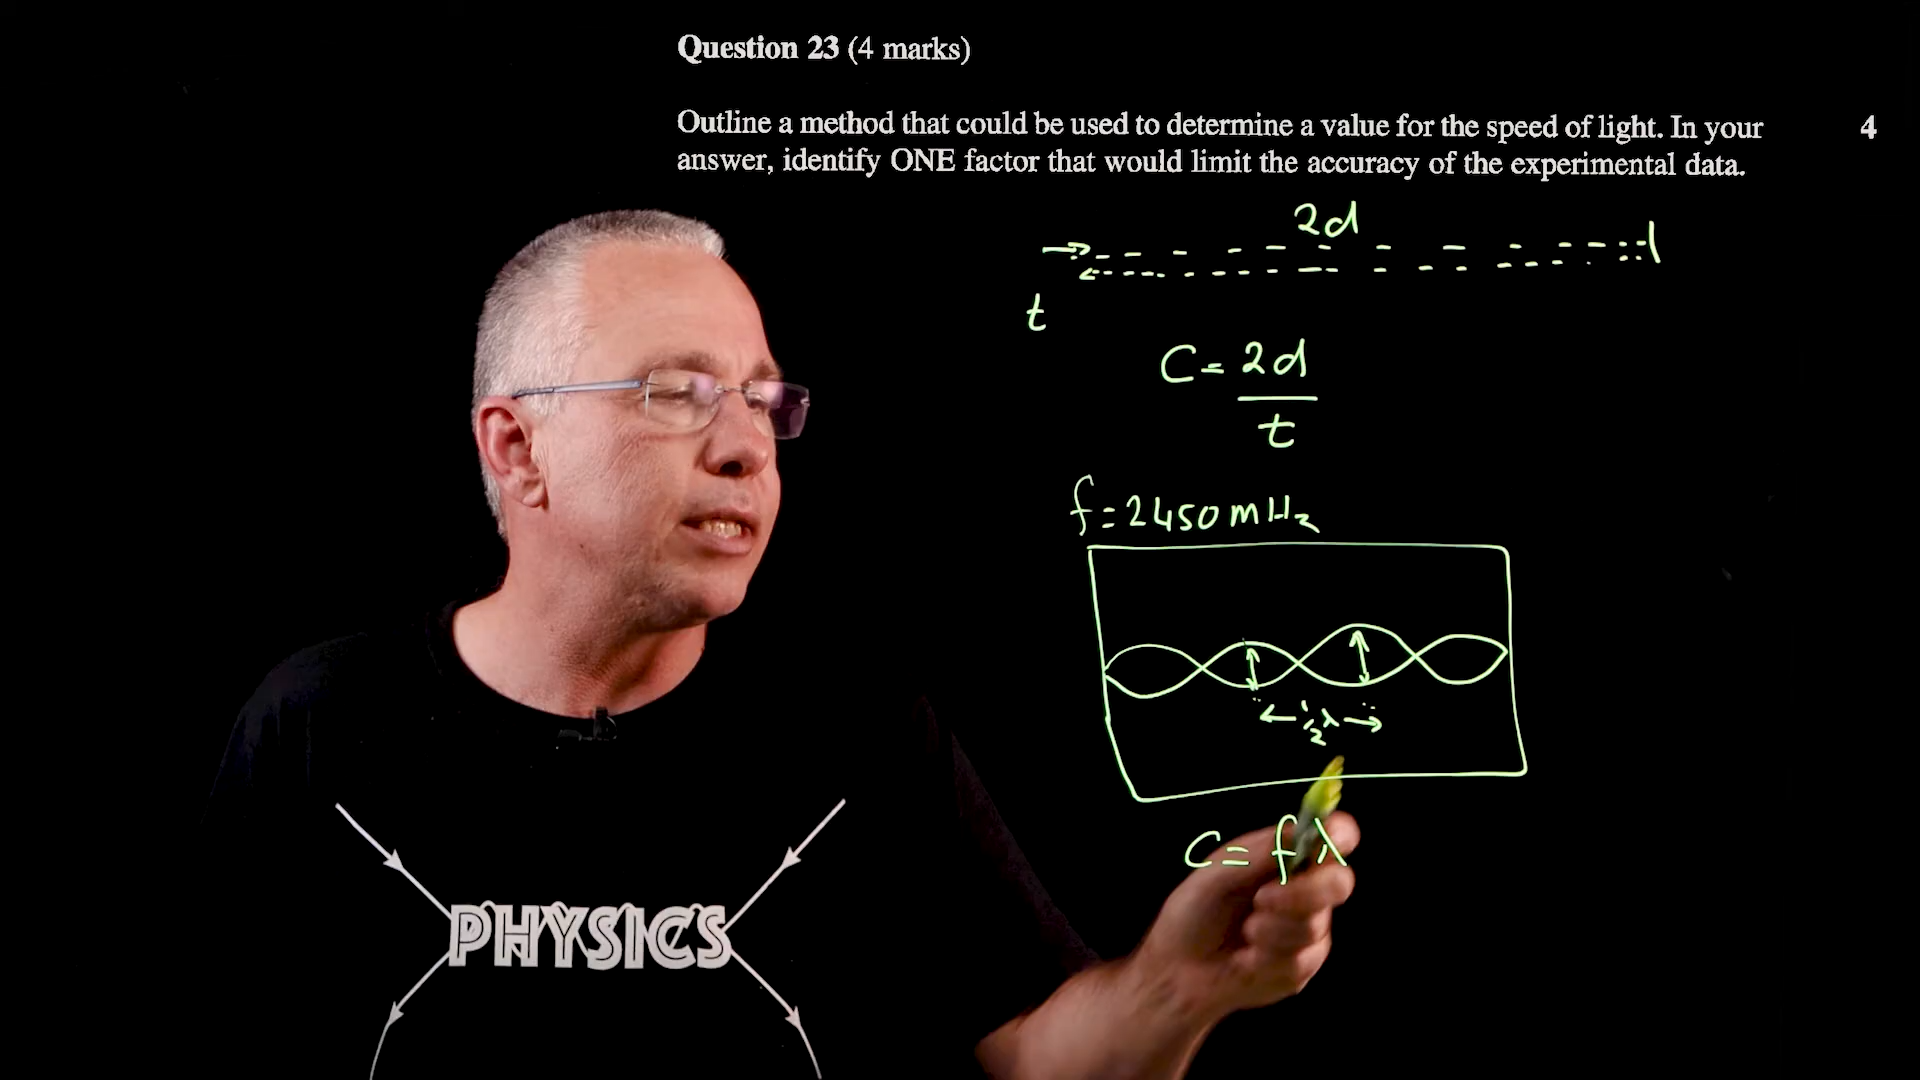 Question 23 (4 marks)
Outline a method that could be used to determine a value for the speed of light. In your 4
answer, identify ONE factor that would limit the accuracy of the experimental data.
2d
t
C = 2d
t
f = 2450 mHz
1/2 λ
C = f λ
PHYSICS